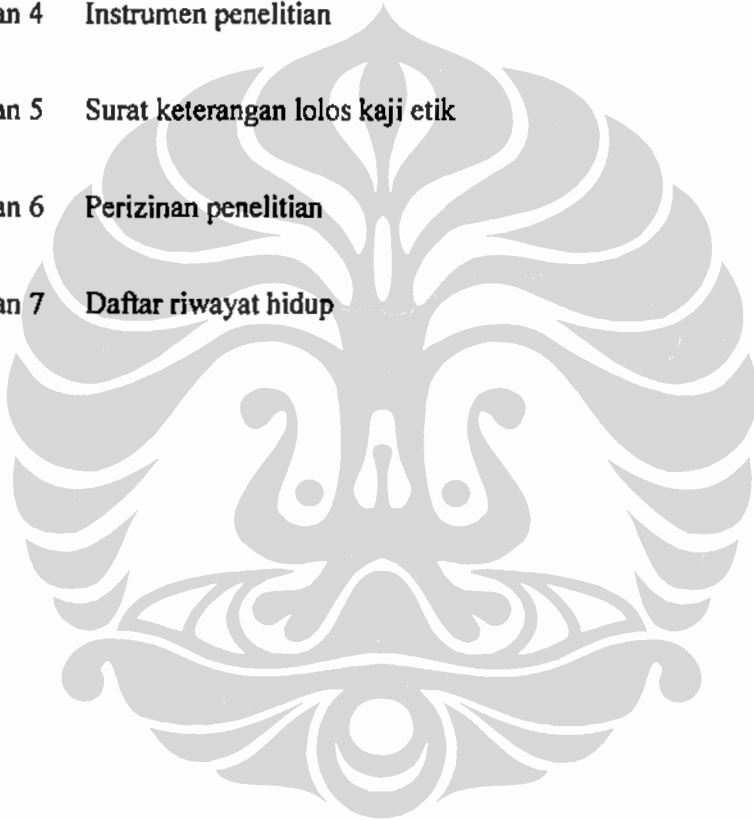 an 4 Instrumen penelitian
an 5 Surat keterangan lolos kaji etik
an 6 Perizinan penelitian
an 7 Daftar riwayat hidup